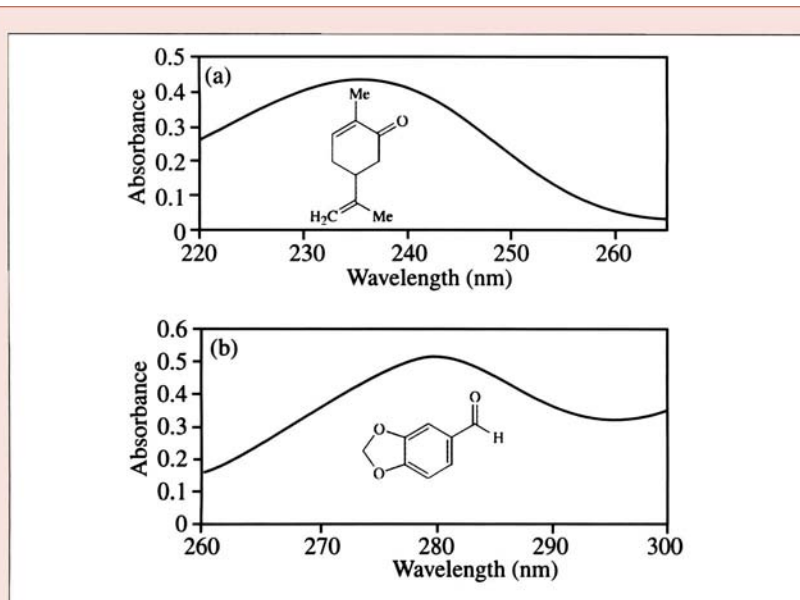 0.5
(a)
0.4
Me
O
0.3
Absorbance
0.2
0.1
H₂C
Me
0
220
230
240
250
260
Wavelength (nm)
0.6
(b)
0.5
0.4
O
Absorbance
0.3
O
H
0.2
O
0.1
0
260
270
280
290
300
Wavelength (nm)